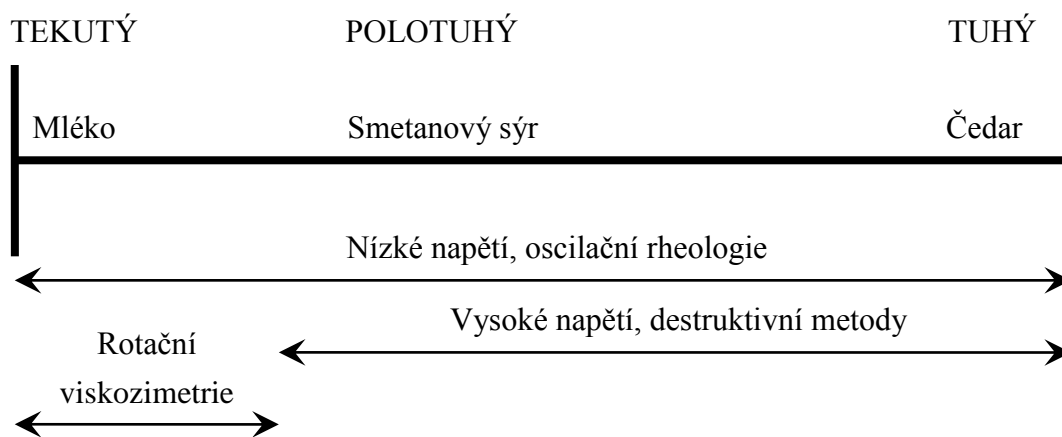 TEKUTÝ POLOTUHÝ TUHÝ
Mléko Smetanový sýr Čedar
Nízké napětí, oscilační rheologie
Vysoké napětí, destruktivní metody
Rotační
viskozimetrie